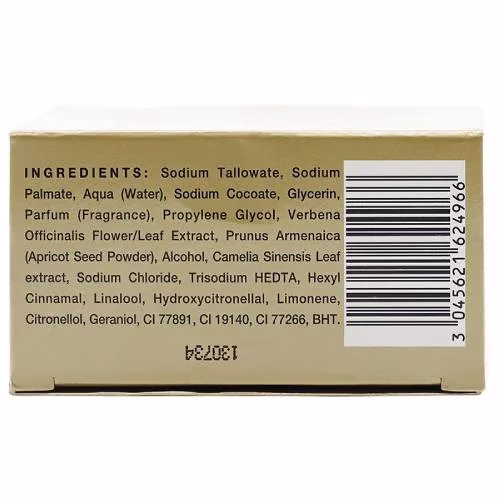 INGREDIENTS: Sodium Tallowate, Sodium
Palmate, Aqua (Water), Sodium Cocoate, Glycerin,
Parfum (Fragrance), Propylene Glycol, Verbena
Officinalis Flower/Leaf Extract, Prunus Armenaica
(Apricot Seed Powder), Alcohol, Camelia Sinensis Leaf
extract, Sodium Chloride, Trisodium HEDTA, Hexyl
Cinnamal, Linalool, Hydroxycitronellal, Limonene,
Citronellol, Geraniol, CI 77891, CI 19140, CI 77266, BHT.
3 045621 624966
130734